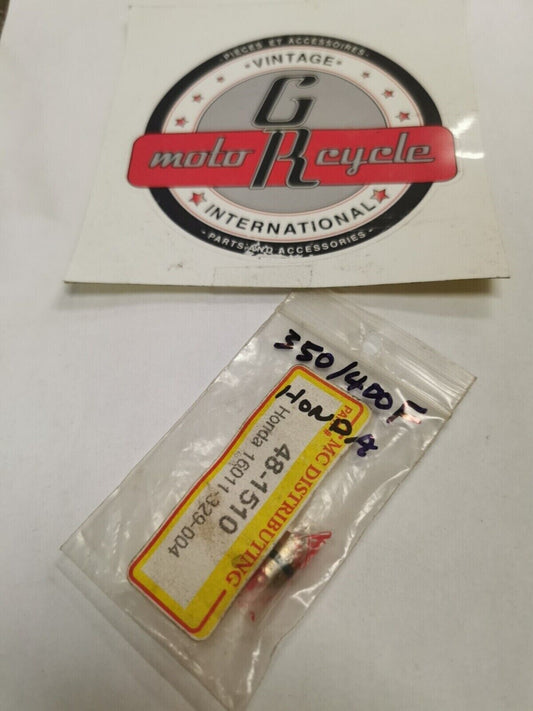 · PIÈCES ET ACCESSOIRES ·
VINTAGE
G
moto R cycle
INTERNATIONAL
- PARTS AND ACCESSORIES -
350/400F
HONDA
MC DISTRIBUTING
48-1510
Honda 16011-329-004